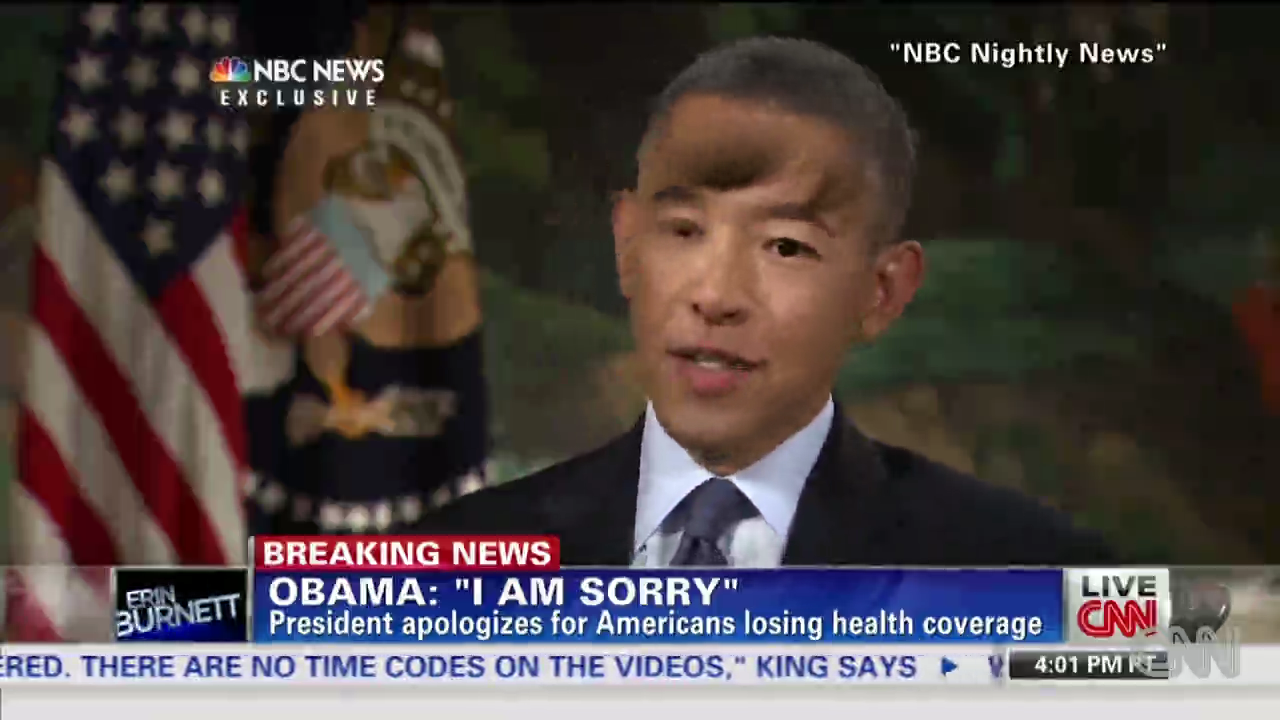 "NBC Nightly News"
NBC NEWS
EXCLUSIVE
BREAKING NEWS
ERIN
BURNETT
OBAMA: "I AM SORRY"
President apologizes for Americans losing health coverage
LIVE
CNN
ERED. THERE ARE NO TIME CODES ON THE VIDEOS," KING SAYS
4:01 PM
CNN